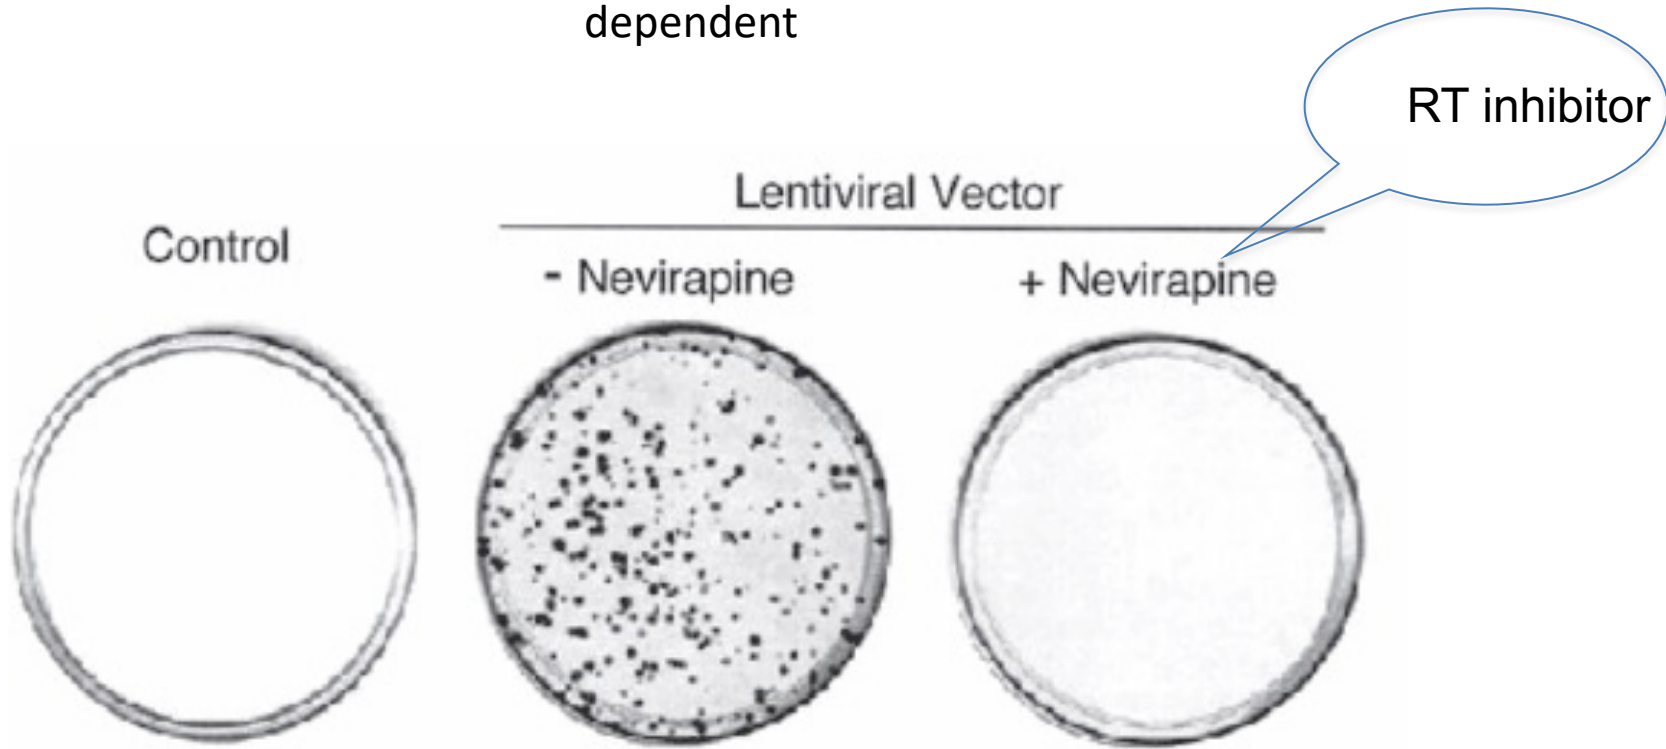 dependent
RT inhibitor
Lentiviral Vector
Control
- Nevirapine
+ Nevirapine